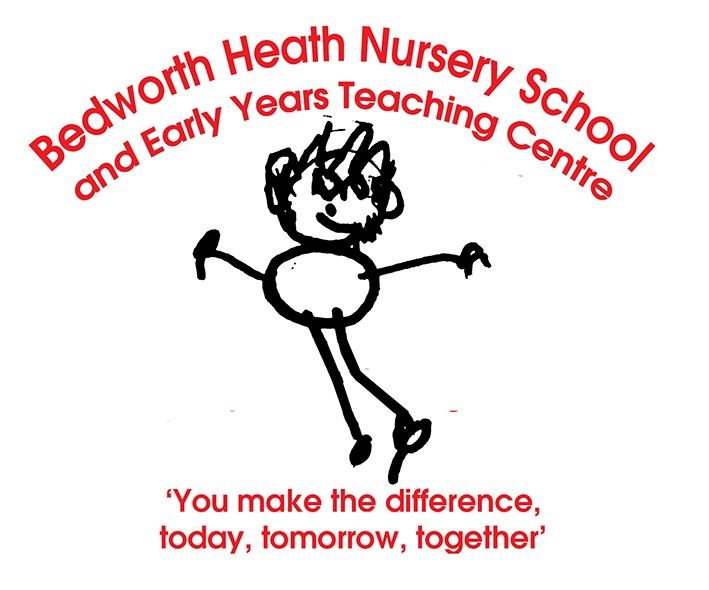 Bedworth Heath Nursery School
and Early Years Teaching Centre
‘You make the difference,
today, tomorrow, together’